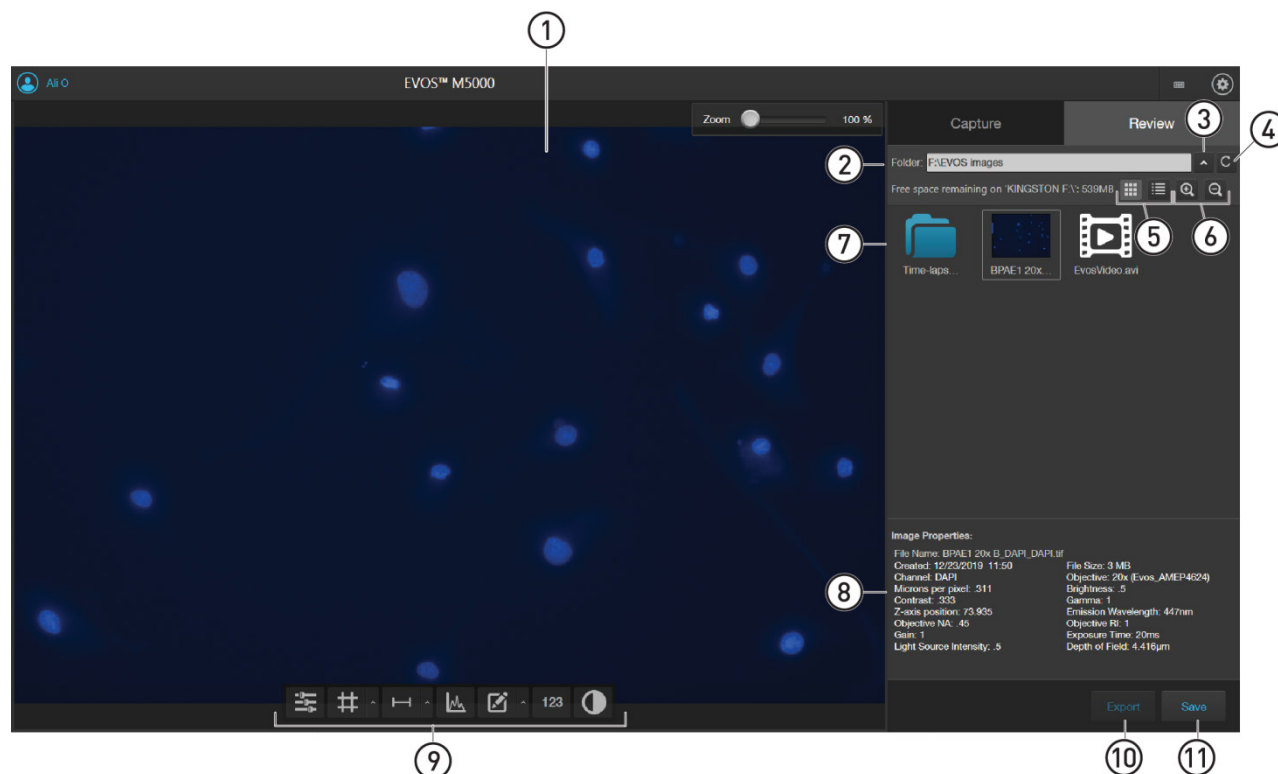 1
Ali O
EVOS™ M5000
Zoom 100 %
Capture
Review
3
4
2
Folder: F:\EVOS images
Free space remaining on 'KINGSTON F:\': 539MB
5
6
7
Time-laps...
BPAE1 20x...
EvosVideo.avi
Image Properties:
File Name: BPAE1 20x B_DAPI_DAPI.tif
Created: 12/23/2019 11:50
File Size: 3 MB
Channel: DAPI
Objective: 20x (Evos_AMEP4624)
8
Microns per pixel: .311
Brightness: .5
Contrast: .333
Gamma: 1
Z-axis position: 73.935
Emission Wavelength: 447nm
Objective NA: .45
Objective RI: 1
Gain: 1
Exposure Time: 20ms
Light Source Intensity: .5
Depth of Field: 4.416µm
123
Export
Save
9
10
11